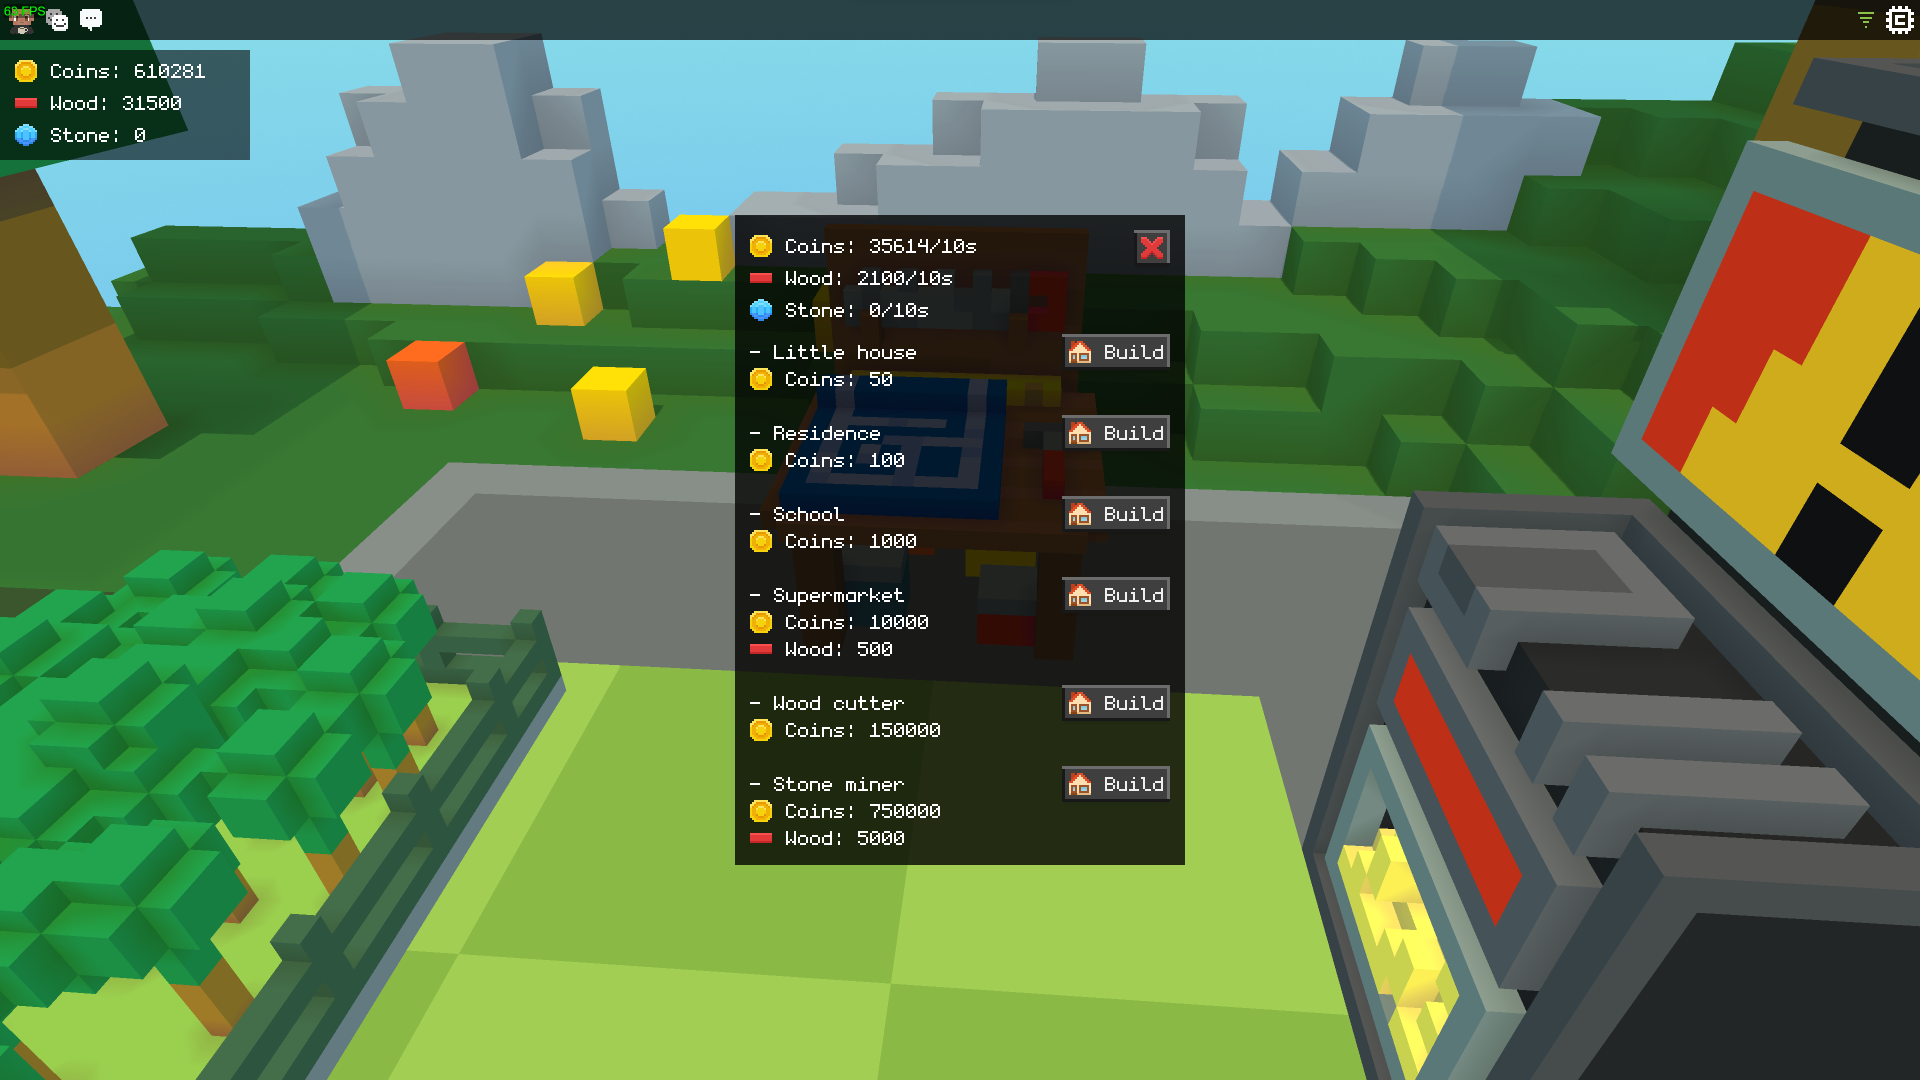 Coins: 610281
Wood: 31500
Stone: 0
Coins: 35614/10s
Wood: 2100/10s
Stone: 0/10s
- Little house Build
Coins: 50
- Residence Build
Coins: 100
- School Build
Coins: 1000
- Supermarket Build
Coins: 10000
Wood: 500
- Wood cutter Build
Coins: 150000
- Stone miner Build
Coins: 750000
Wood: 5000